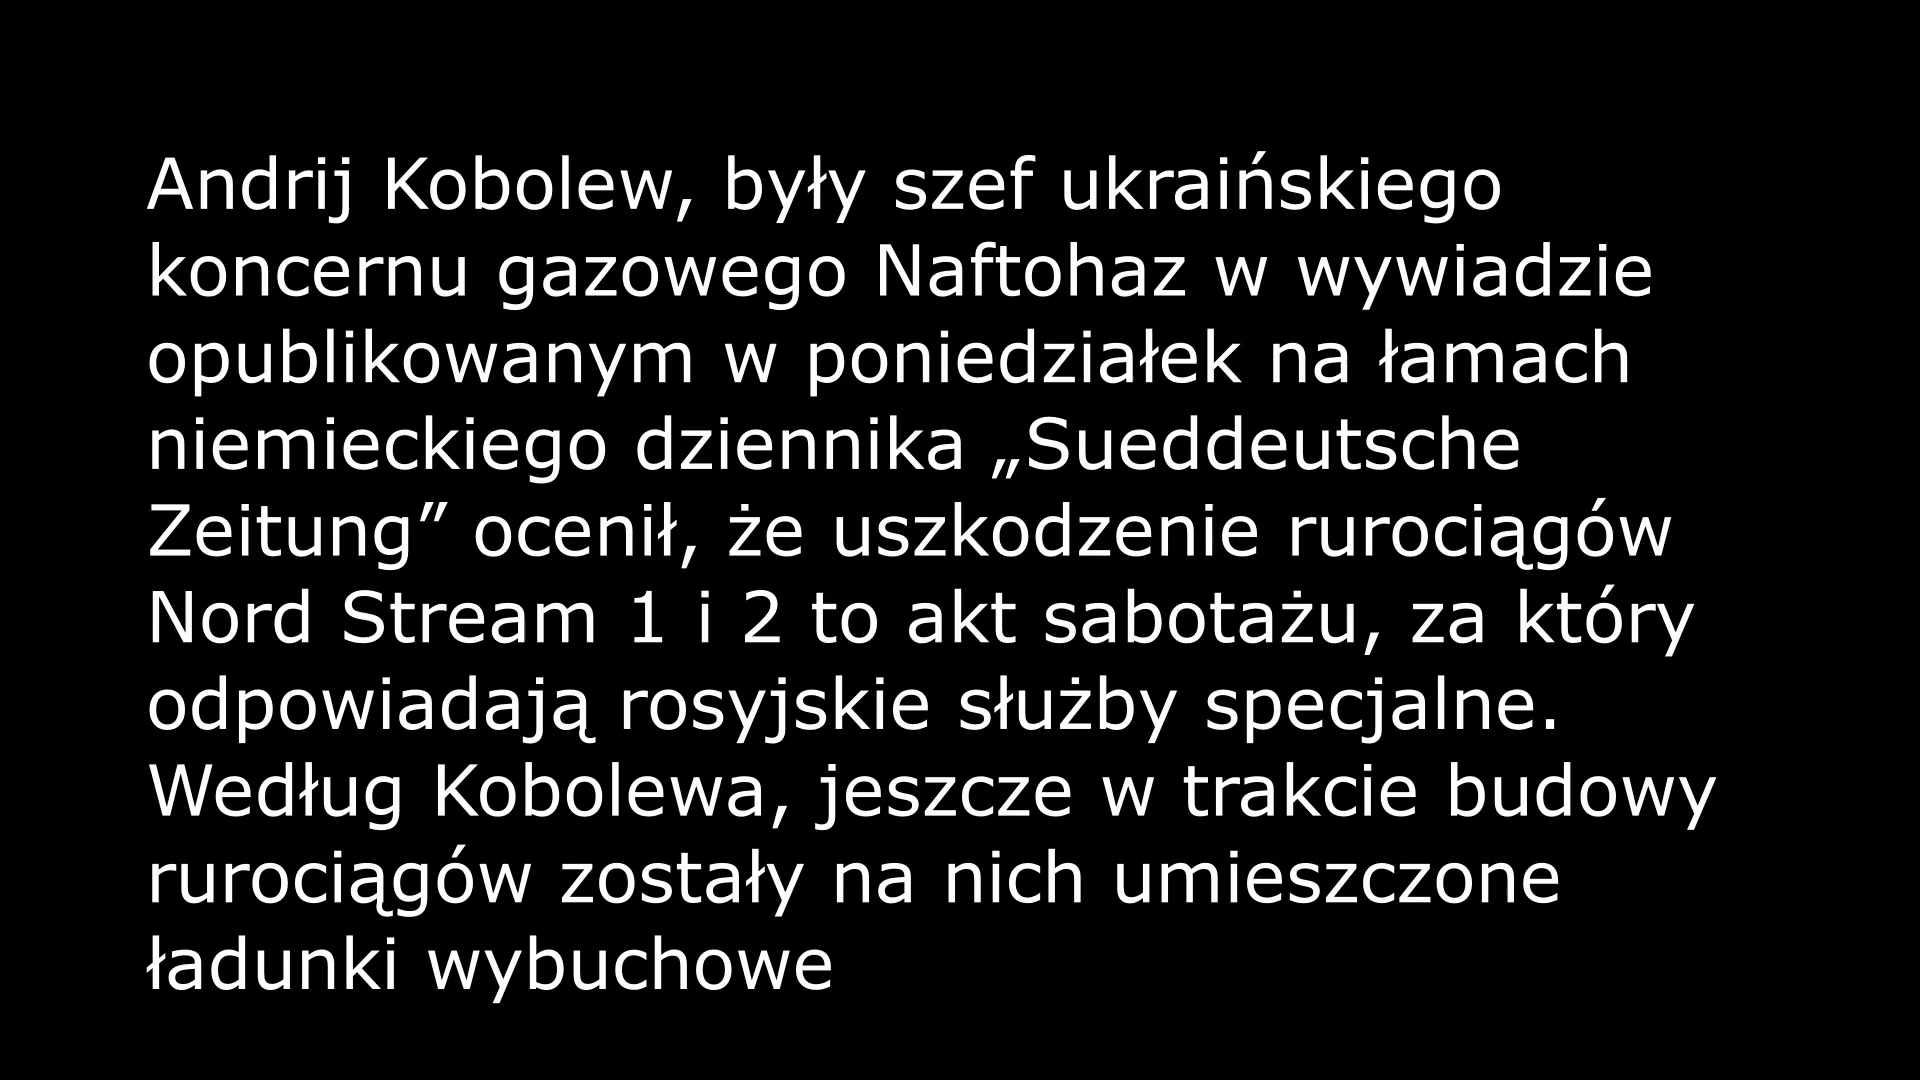 Andrij Kobolew, były szef ukraińskiego
koncernu gazowego Naftohaz w wywiadzie
opublikowanym w poniedziałek na łamach
niemieckiego dziennika „Sueddeutsche
Zeitung” ocenił, że uszkodzenie rurociągów
Nord Stream 1 i 2 to akt sabotażu, za który
odpowiadają rosyjskie służby specjalne.
Według Kobolewa, jeszcze w trakcie budowy
rurociągów zostały na nich umieszczone
ładunki wybuchowe